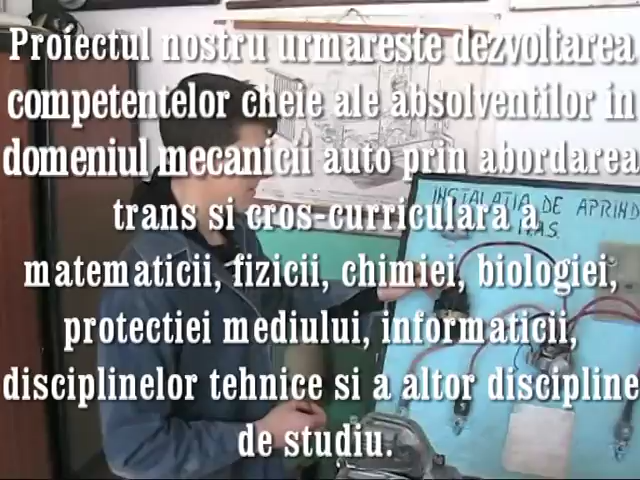 Proiectul nostru urmareste dezvoltarea
competentelor cheie ale absolventilor in
domeniul mecanicii auto prin abordarea
trans si cros-curriculara a
matematicii, fizicii, chimiei, biologiei,
protectiei mediului, informaticii,
disciplinelor tehnice si a altor discipline
de studiu.
INSTALAȚIA DE APRIND